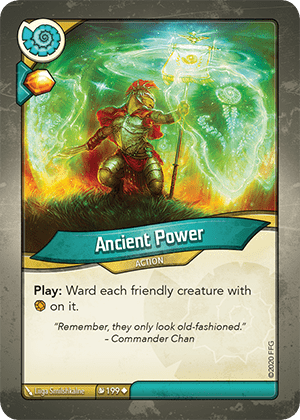 Ancient Power
ACTION
Play: Ward each friendly creature with
on it.
"Remember, they only look old-fashioned."
– Commander Chan
199
©2020 FFG